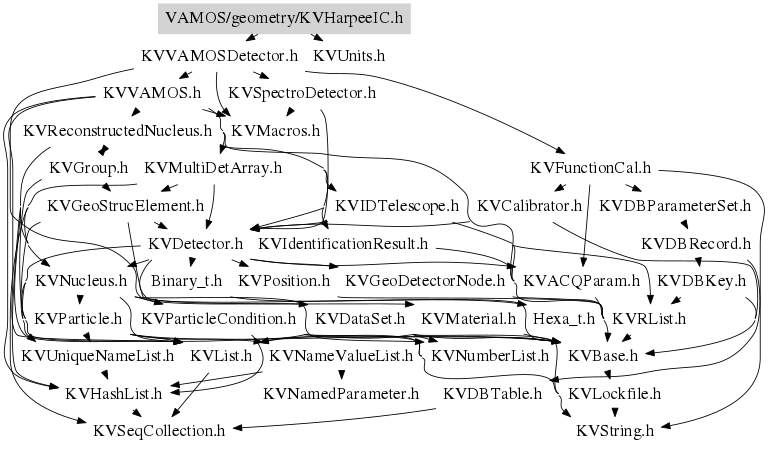 VAMOS/geometry/KVHarpeeIC.h
KVVAMOSDetector.h KVUnits.h
KVVAMOS.h KVSpectroDetector.h
KVReconstructedNucleus.h KVMacros.h
KVGroup.h KVMultiDetArray.h KVFunctionCal.h
KVGeoStrucElement.h KVIDTelescope.h KVCalibrator.h KVDBParameterSet.h
KVDetector.h KVIdentificationResult.h KVDBRecord.h
KVNucleus.h Binary_t.h KVPosition.h KVGeoDetectorNode.h KVACQParam.h KVDBKey.h
KVParticle.h KVParticleCondition.h KVDataSet.h KVMaterial.h Hexa_t.h KVRList.h
KVUniqueNameList.h KVList.h KVNameValueList.h KVNumberList.h KVBase.h
KVHashList.h KVNamedParameter.h KVDBTable.h KVLockfile.h
KVSeqCollection.h KVString.h